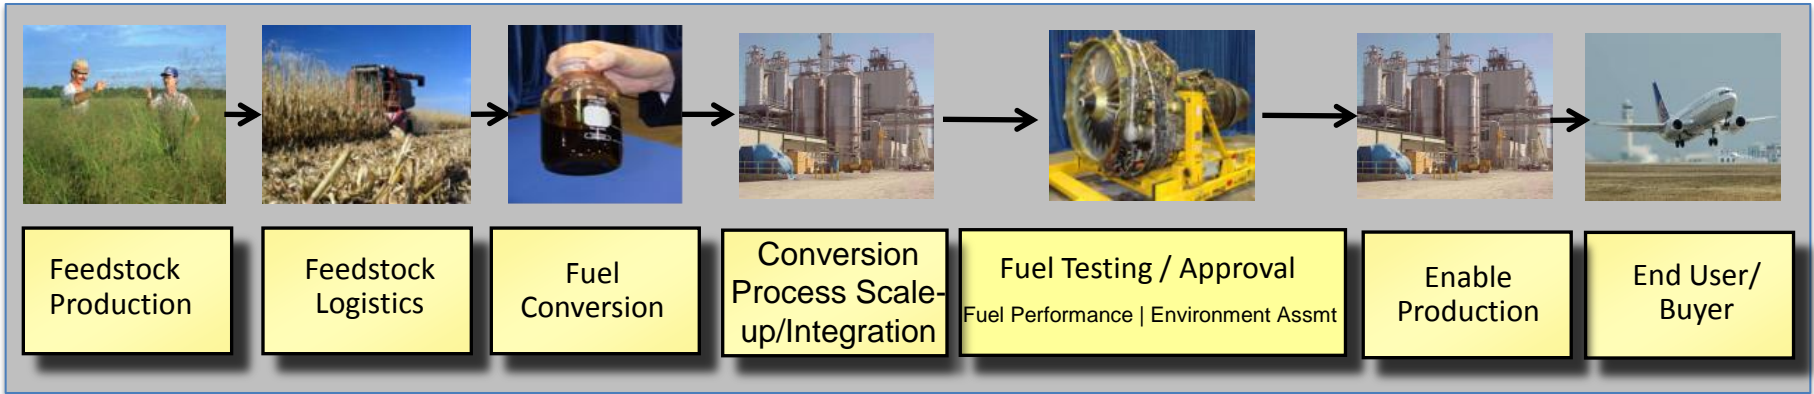 Feedstock
Production
Feedstock
Logistics
Fuel
Conversion
Conversion
Process Scale-
up/Integration
Fuel Testing / Approval
Fuel Performance | Environment Assmt
Enable
Production
End User/
Buyer